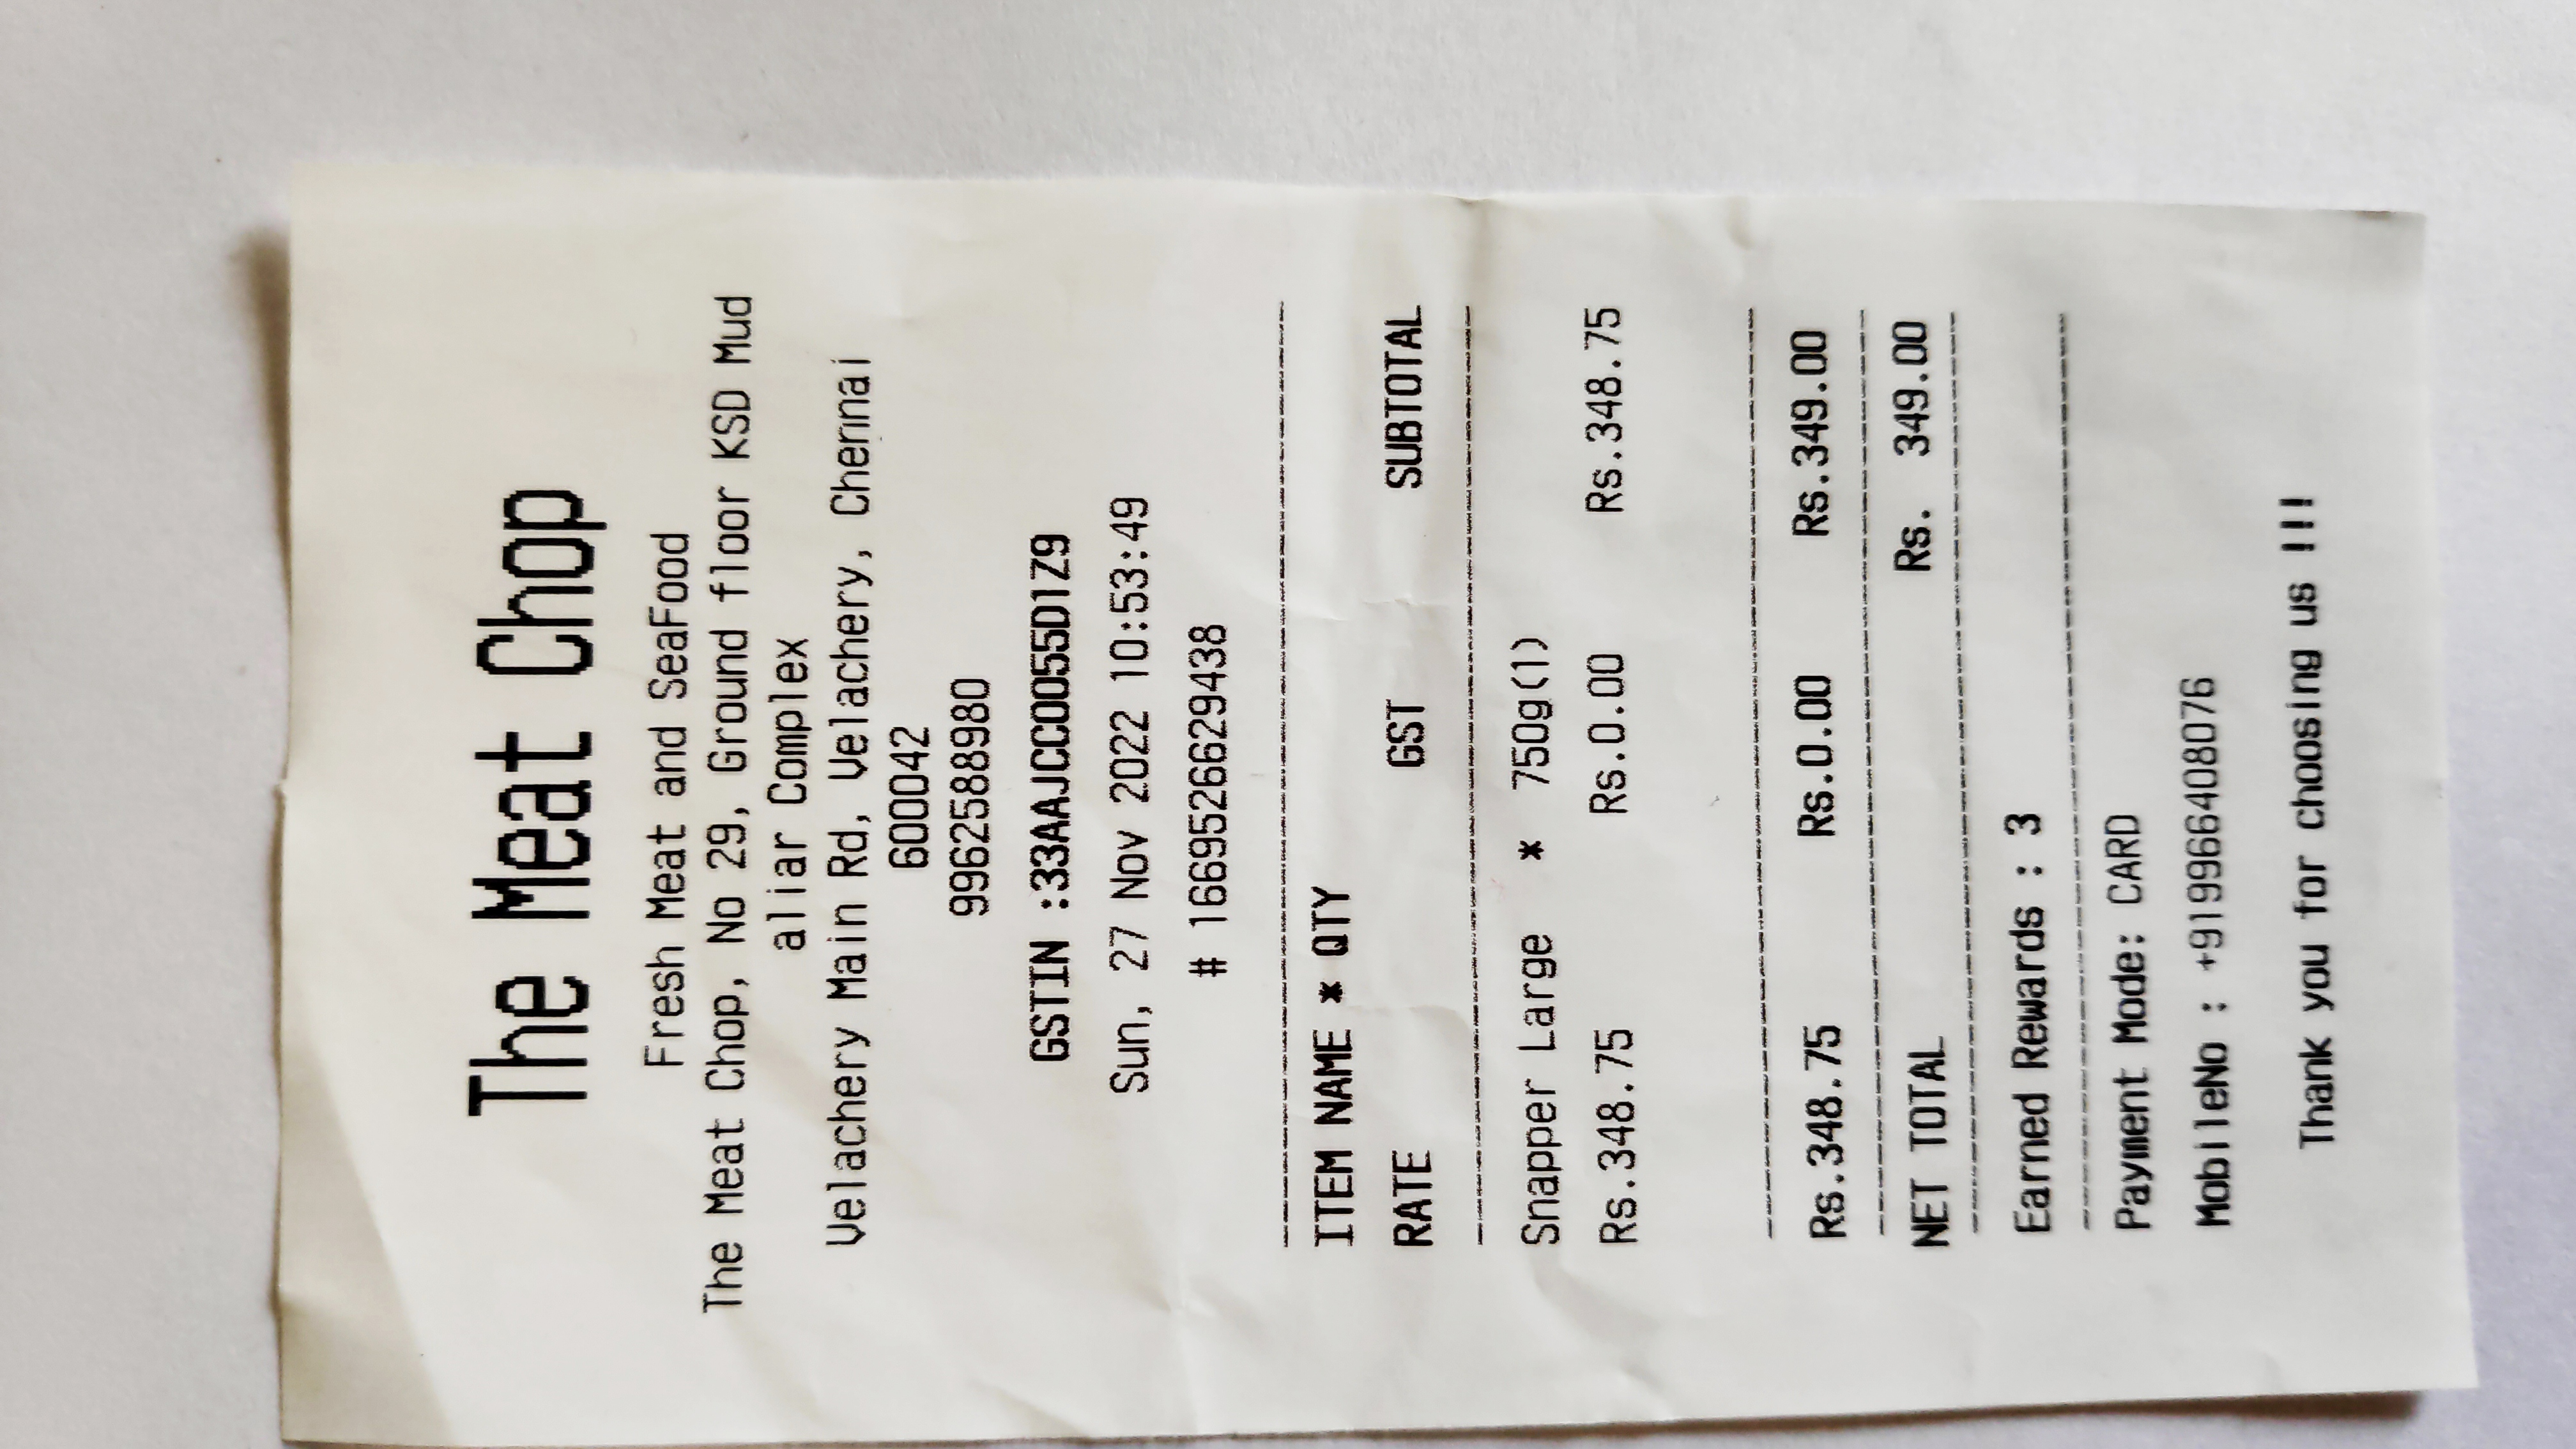 The Meat Chop
Fresh Meat and SeaFood
The Meat Chop, No 29, Ground floor KSD Mud
aliar Complex
Velachery Main Rd, Velachery, Chennai
600042
9962588980
GSTIN :33AAJCC0055D1Z9
Sun, 27 Nov 2022 10:53:49
# 1669526629438
ITEM NAME * QTY
RATE GST SUBTOTAL
Snapper Large * 750g(1)
Rs.348.75 Rs.0.00 Rs.348.75
Rs.348.75 Rs.0.00 Rs.349.00
NET TOTAL Rs. 349.00
Earned Rewards : 3
Payment Mode: CARD
MobileNo : +919966408076
Thank you for choosing us !!!